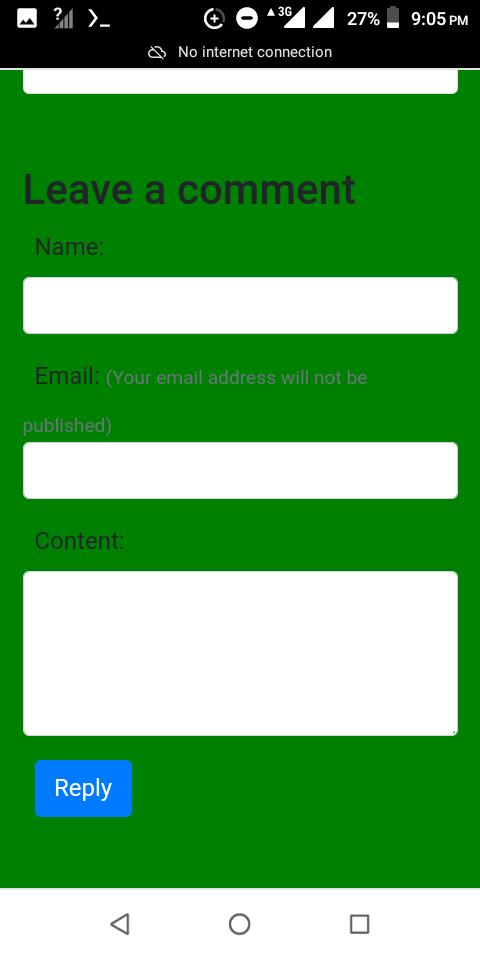 3G 27% 9:05 PM
No internet connection
Leave a comment
Name:
Email: (Your email address will not be
published)
Content:
Reply